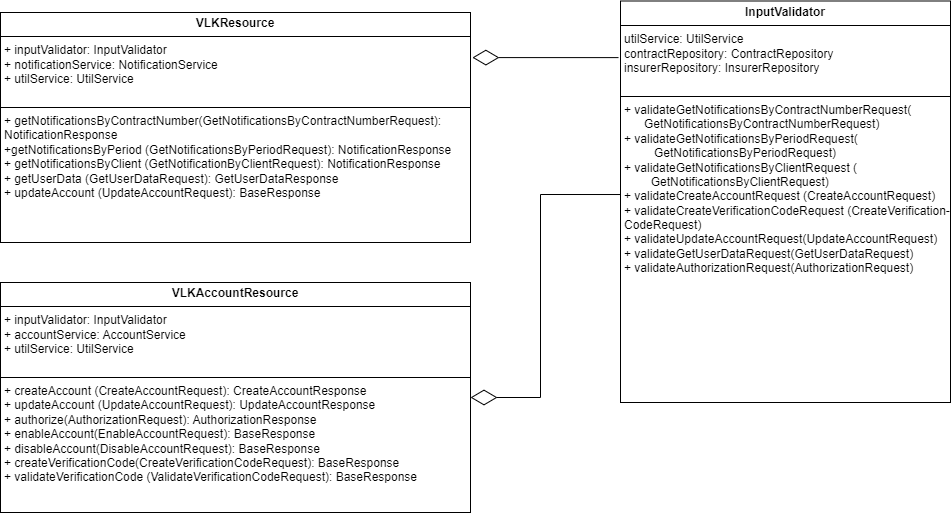 VLKResource
+ inputValidator: InputValidator
+ notificationService: NotificationService
+ utilService: UtilService
+ getNotificationsByContractNumber(GetNotificationsByContractNumberRequest):
NotificationResponse
+getNotificationsByPeriod (GetNotificationsByPeriodRequest): NotificationResponse
+ getNotificationsByClient (GetNotificationByClientRequest): NotificationResponse
+ getUserData (GetUserDataRequest): GetUserDataResponse
+ updateAccount (UpdateAccountRequest): BaseResponse
InputValidator
utilService: UtilService
contractRepository: ContractRepository
insurerRepository: InsurerRepository
+ validateGetNotificationsByContractNumberRequest(
GetNotificationsByContractNumberRequest)
+ validateGetNotificationsByPeriodRequest(
GetNotificationsByPeriodRequest)
+ validateGetNotificationsByClientRequest (
GetNotificationsByClientRequest)
+ validateCreateAccountRequest (CreateAccountRequest)
+ validateCreateVerificationCodeRequest (CreateVerification-
CodeRequest)
+ validateUpdateAccountRequest(UpdateAccountRequest)
+ validateGetUserDataRequest(GetUserDataRequest)
+ validateAuthorizationRequest(AuthorizationRequest)
VLKAccountResource
+ inputValidator: InputValidator
+ accountService: AccountService
+ utilService: UtilService
+ createAccount (CreateAccountRequest): CreateAccountResponse
+ updateAccount (UpdateAccountRequest): UpdateAccountResponse
+ authorize(AuthorizationRequest): AuthorizationResponse
+ enableAccount(EnableAccountRequest): BaseResponse
+ disableAccount(DisableAccountRequest): BaseResponse
+ createVerificationCode(CreateVerificationCodeRequest): BaseResponse
+ validateVerificationCode (ValidateVerificationCodeRequest): BaseResponse